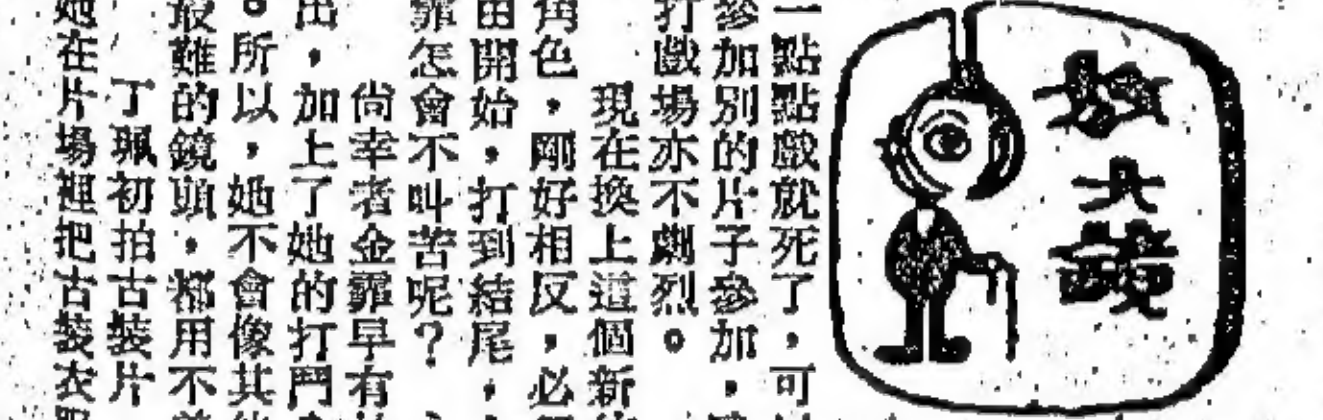 放大鏡
一點點戲就死了，可
參加別的片子參加，
打戲場亦不劇烈。
現在換上這個新
角色，剛好相反，必
由開始，打到結尾，
霏怎會不叫苦呢？
尚幸者金霏早有
出，加上了她的打鬥
。所以，她不會像其他
最難的鏡頭，都用不着
丁珮初拍古裝片
她在片場裡把古裝衣服